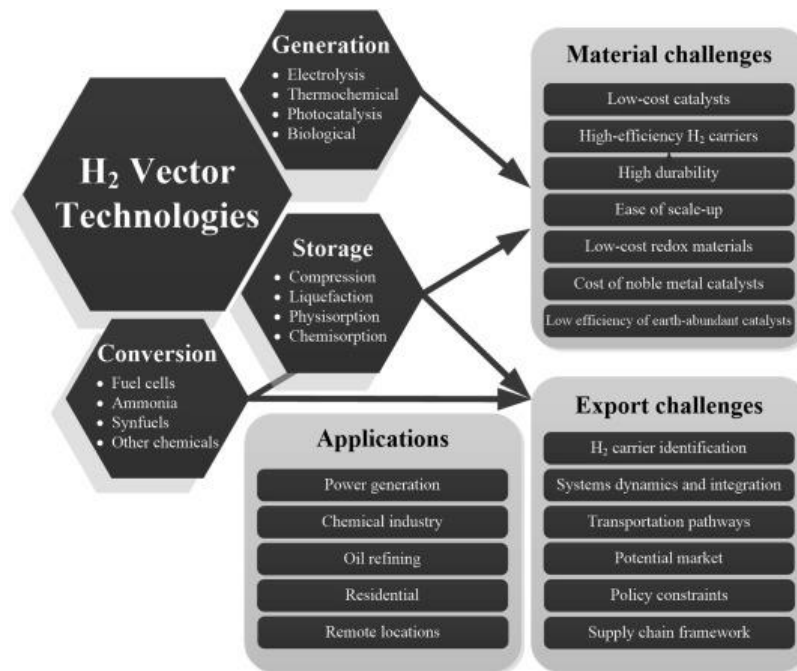 H₂ Vector
Technologies
Generation
• Electrolysis
• Thermochemical
• Photocatalysis
• Biological
Storage
• Compression
• Liquefaction
• Physisorption
• Chemisorption
Conversion
• Fuel cells
• Ammonia
• Synfuels
• Other chemicals
Material challenges
Low-cost catalysts
High-efficiency H₂ carriers
High durability
Ease of scale-up
Low-cost redox materials
Cost of noble metal catalysts
Low efficiency of earth-abundant catalysts
Applications
Power generation
Chemical industry
Oil refining
Residential
Remote locations
Export challenges
H₂ carrier identification
Systems dynamics and integration
Transportation pathways
Potential market
Policy constraints
Supply chain framework